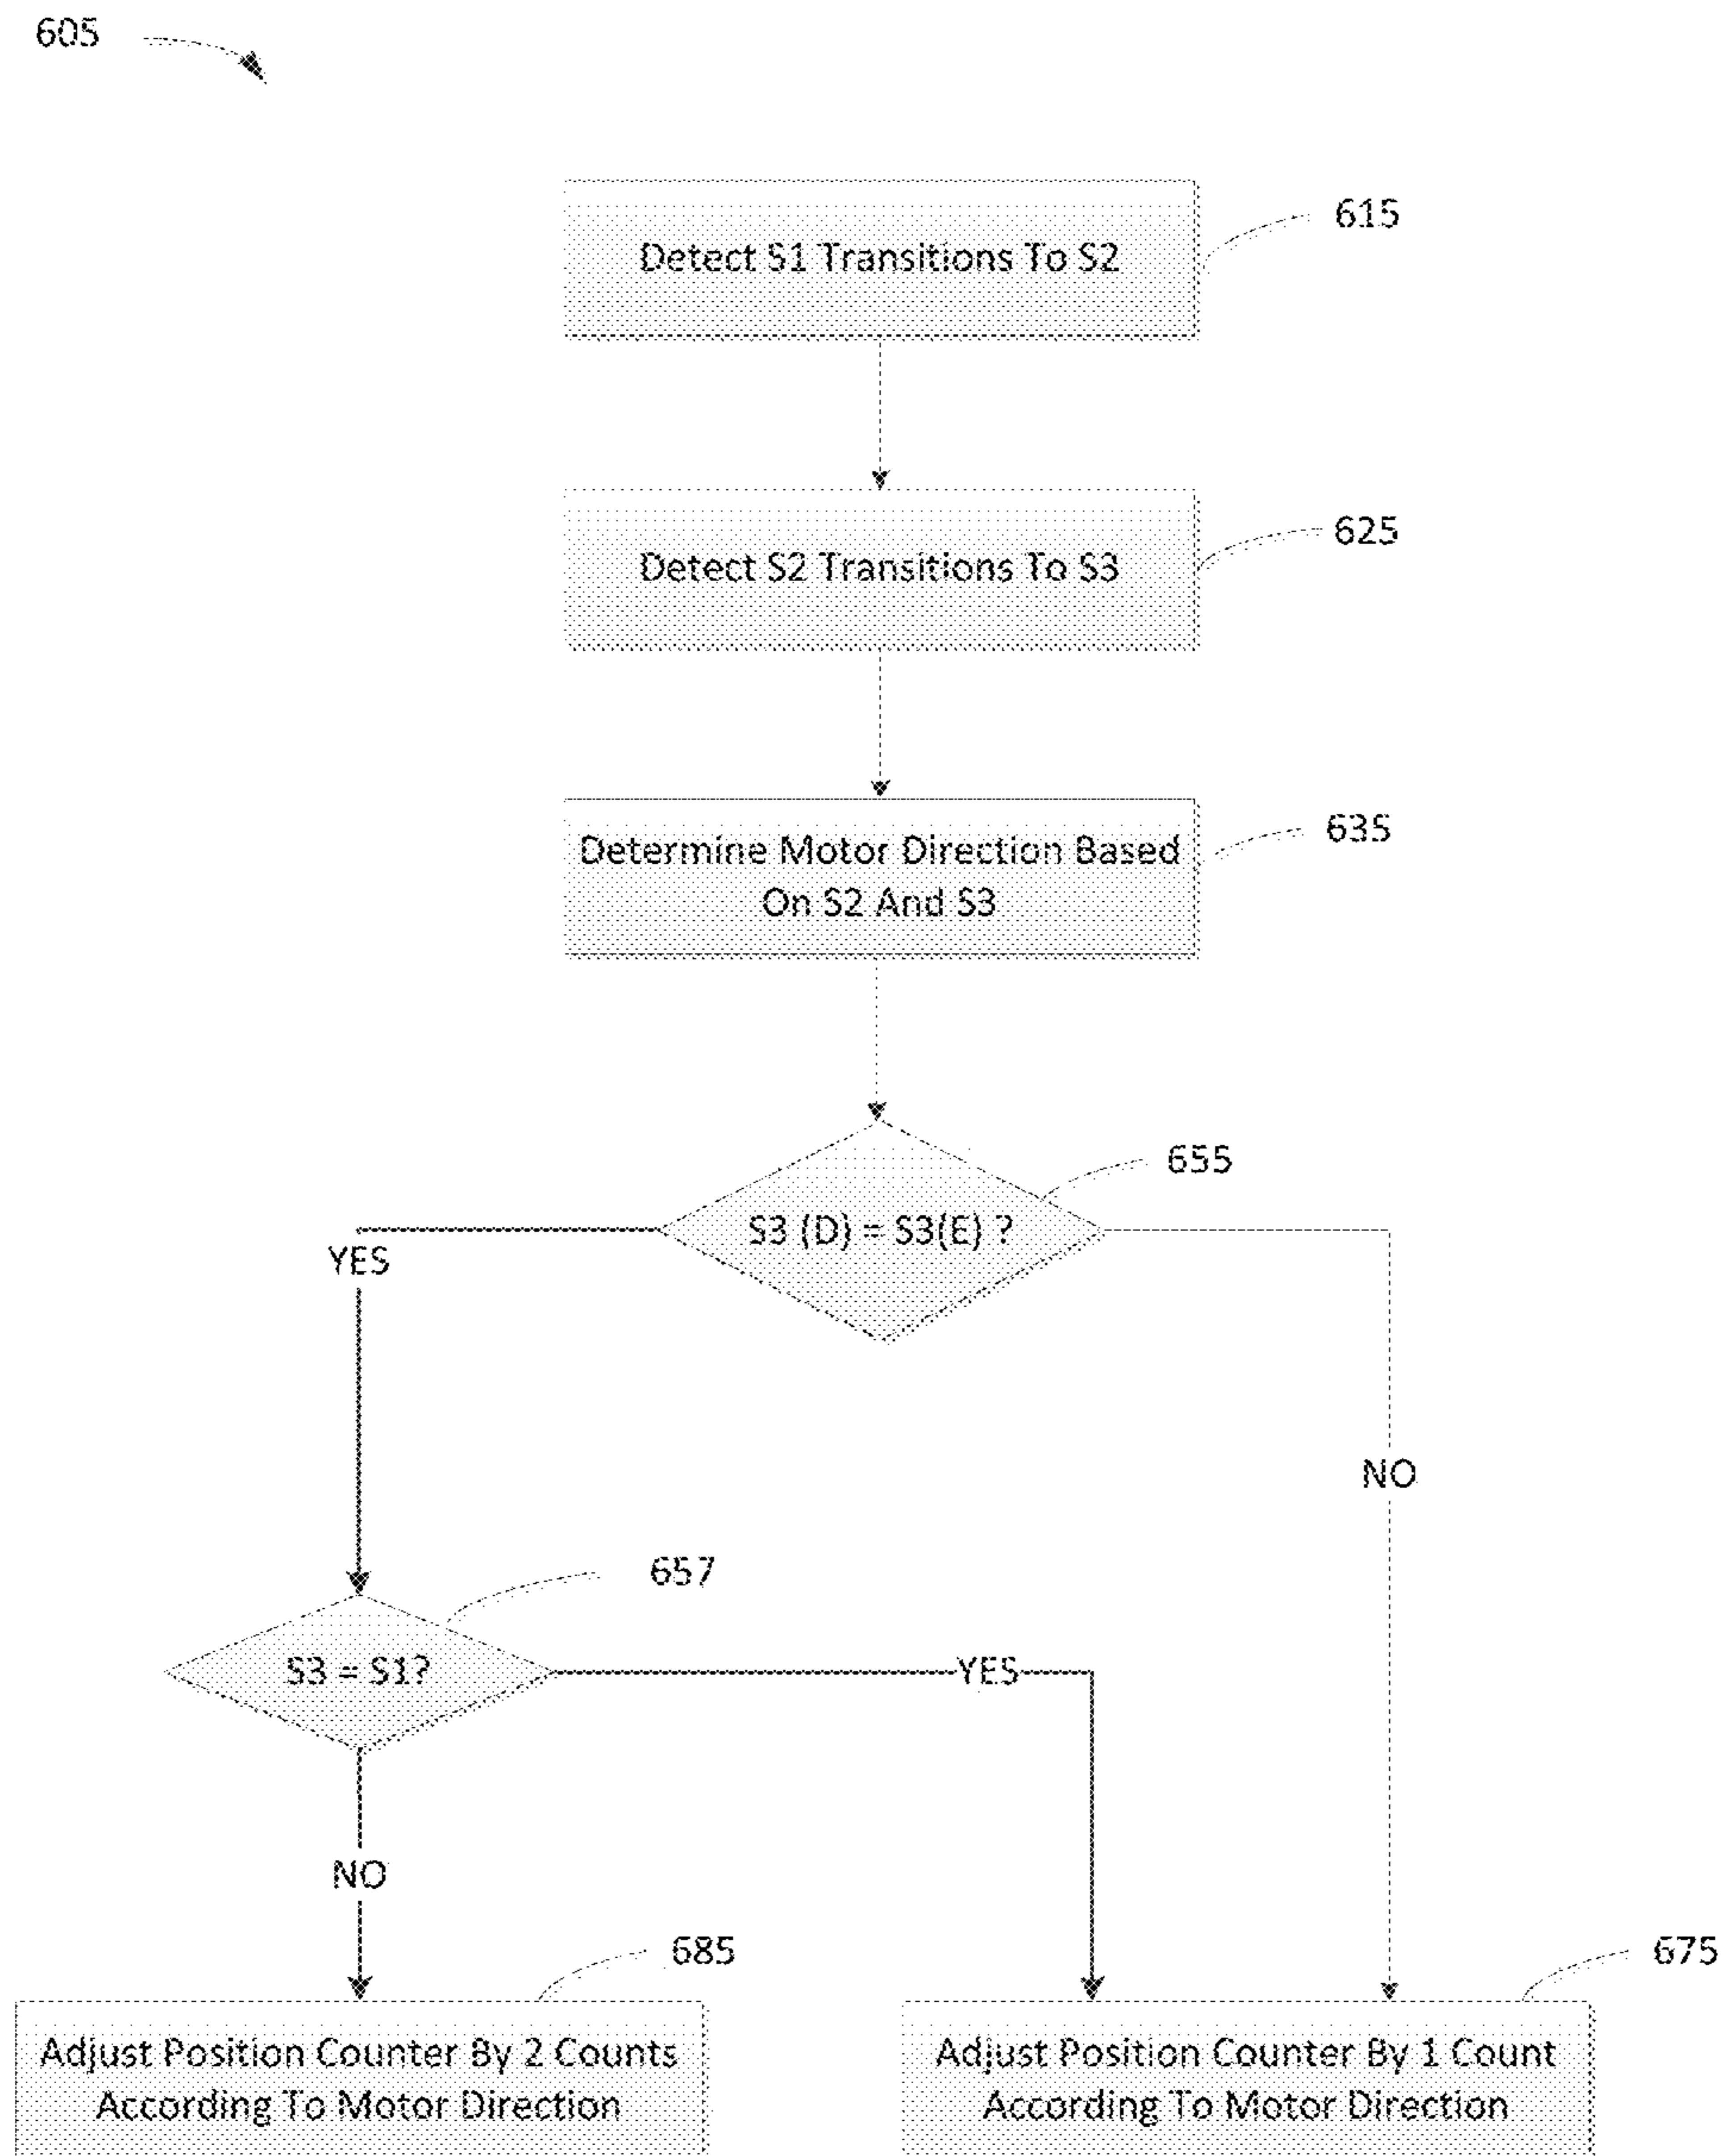 605
Detect S1 Transitions To S2
615
Detect S2 Transitions To S3
625
Determine Motor Direction Based
On S2 And S3
635
S3 (D) = S3(E) ?
655
YES
NO
S3 = S1?
657
YES
NO
685
675
Adjust Position Counter By 2 Counts
According To Motor Direction
Adjust Position Counter By 1 Count
According To Motor Direction